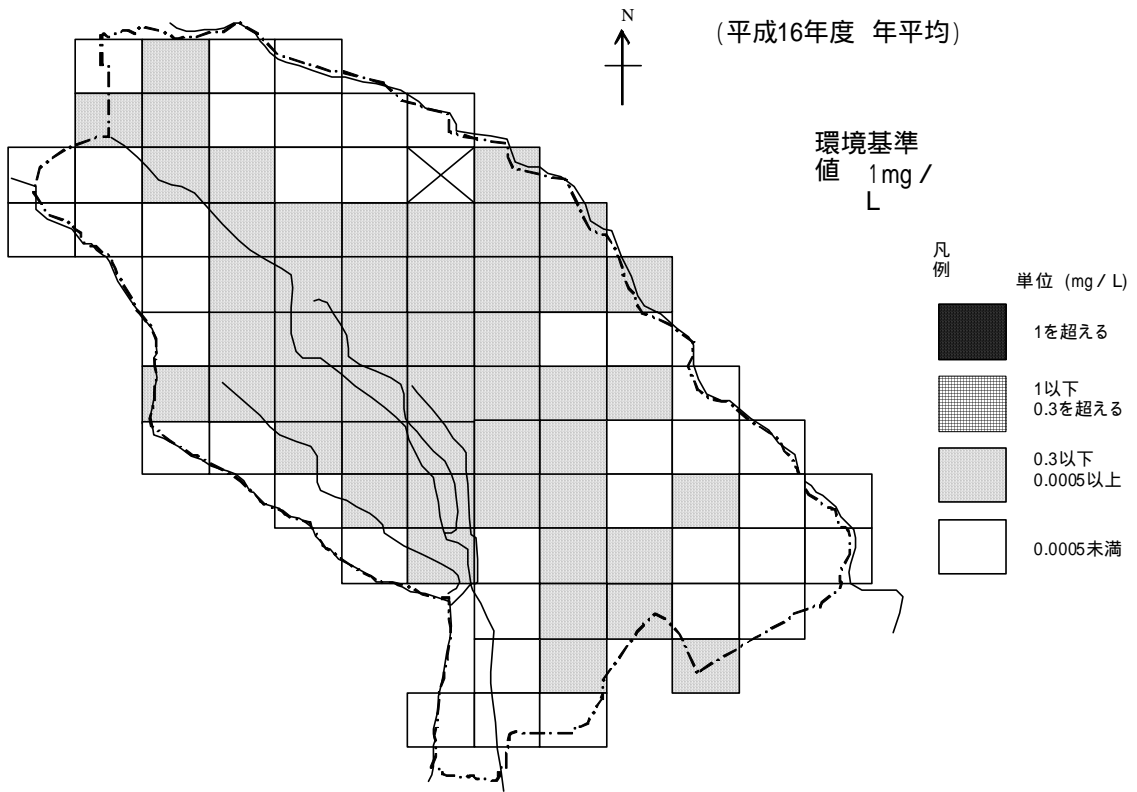 N
(平成16年度 年平均)
環境基準
値 1mg /
L
凡
例
単位 (mg / L)
1を超える
1以下
0.3を超える
0.3以下
0.0005以上
0.0005未満